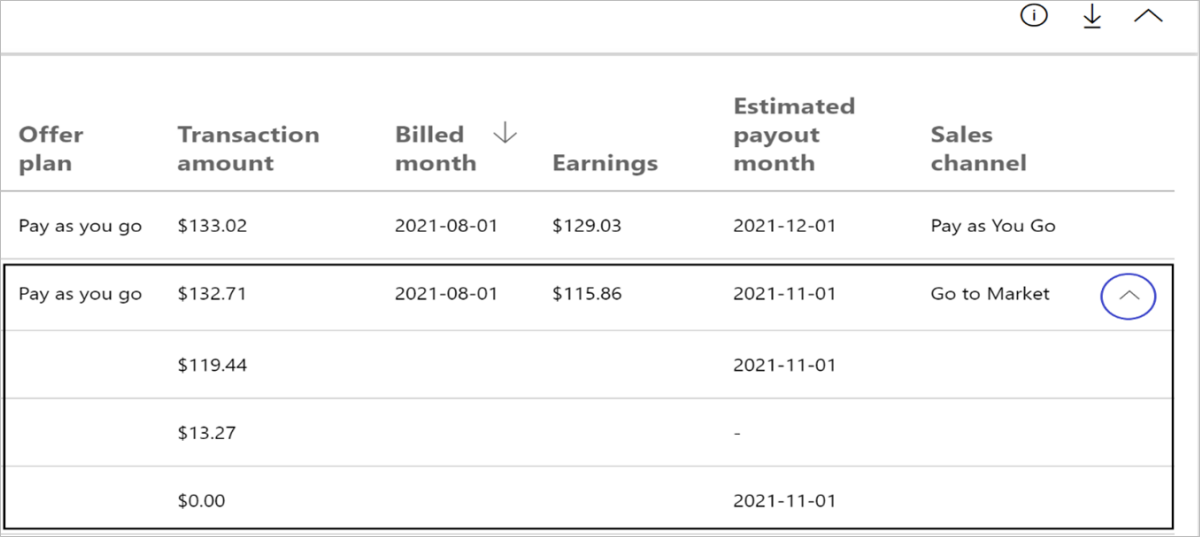 Offer plan Transaction amount Billed month ↓ Earnings Estimated payout month Sales channel
Pay as you go $133.02 2021-08-01 $129.03 2021-12-01 Pay as You Go
Pay as you go $132.71 2021-08-01 $115.86 2021-11-01 Go to Market
$119.44 2021-11-01
$13.27 -
$0.00 2021-11-01